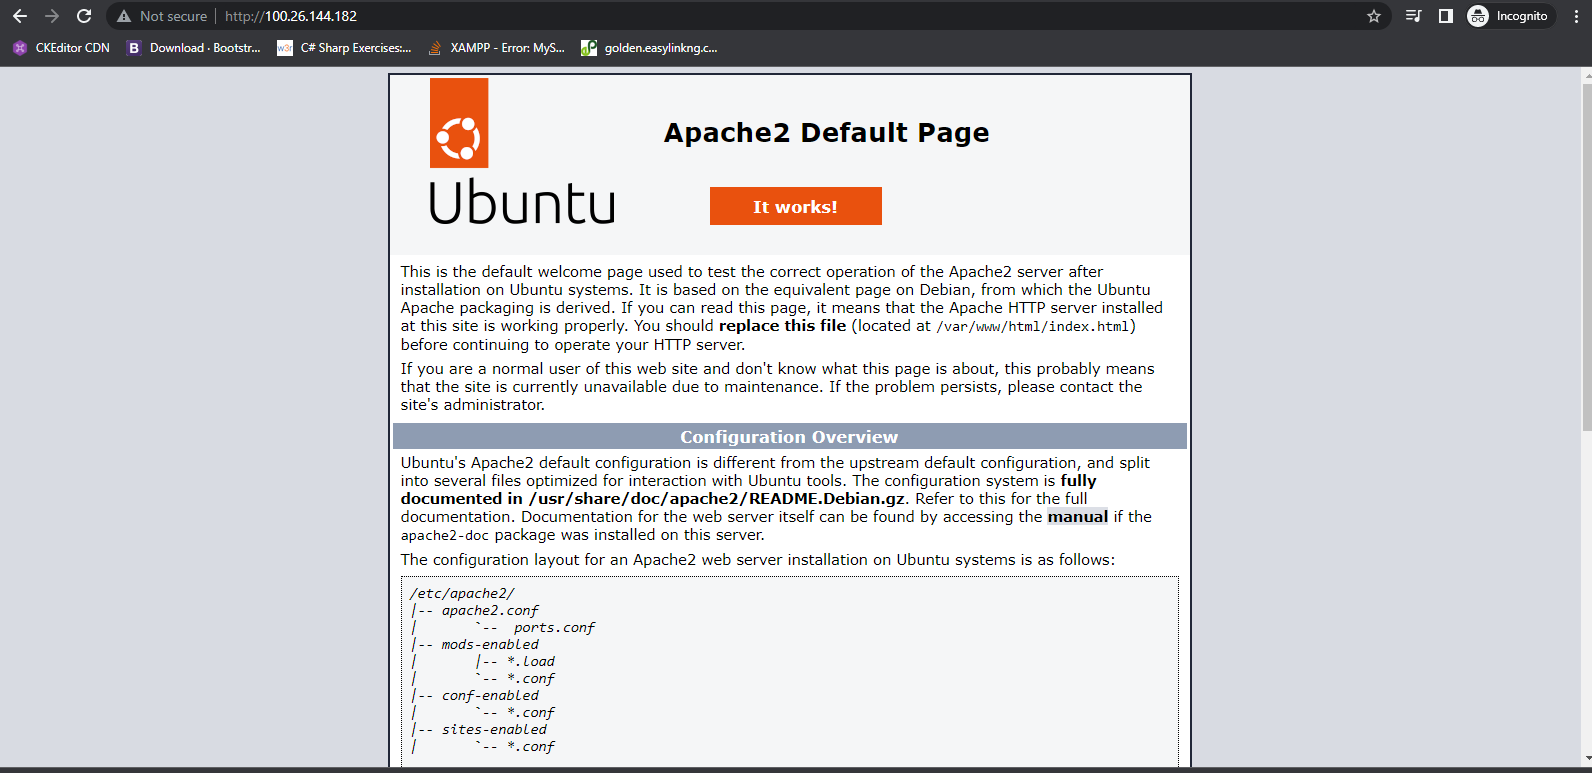 Not secure | http://100.26.144.182
Incognito
CKEditor CDN
Download · Bootstr...
w3r
C# Sharp Exercises:...
XAMPP - Error: MyS...
golden.easylinkng.c...
Apache2 Default Page
Ubuntu
It works!
This is the default welcome page used to test the correct operation of the Apache2 server after
installation on Ubuntu systems. It is based on the equivalent page on Debian, from which the Ubuntu
Apache packaging is derived. If you can read this page, it means that the Apache HTTP server installed
at this site is working properly. You should replace this file (located at /var/www/html/index.html)
before continuing to operate your HTTP server.
If you are a normal user of this web site and don't know what this page is about, this probably means
that the site is currently unavailable due to maintenance. If the problem persists, please contact the
site's administrator.
Configuration Overview
Ubuntu's Apache2 default configuration is different from the upstream default configuration, and split
into several files optimized for interaction with Ubuntu tools. The configuration system is fully
documented in /usr/share/doc/apache2/README.Debian.gz. Refer to this for the full
documentation. Documentation for the web server itself can be found by accessing the manual if the
apache2-doc package was installed on this server.
The configuration layout for an Apache2 web server installation on Ubuntu systems is as follows:
/etc/apache2/
|-- apache2.conf
|       `--  ports.conf
|-- mods-enabled
|       |-- *.load
|       `-- *.conf
|-- conf-enabled
|       `-- *.conf
|-- sites-enabled
|       `-- *.conf